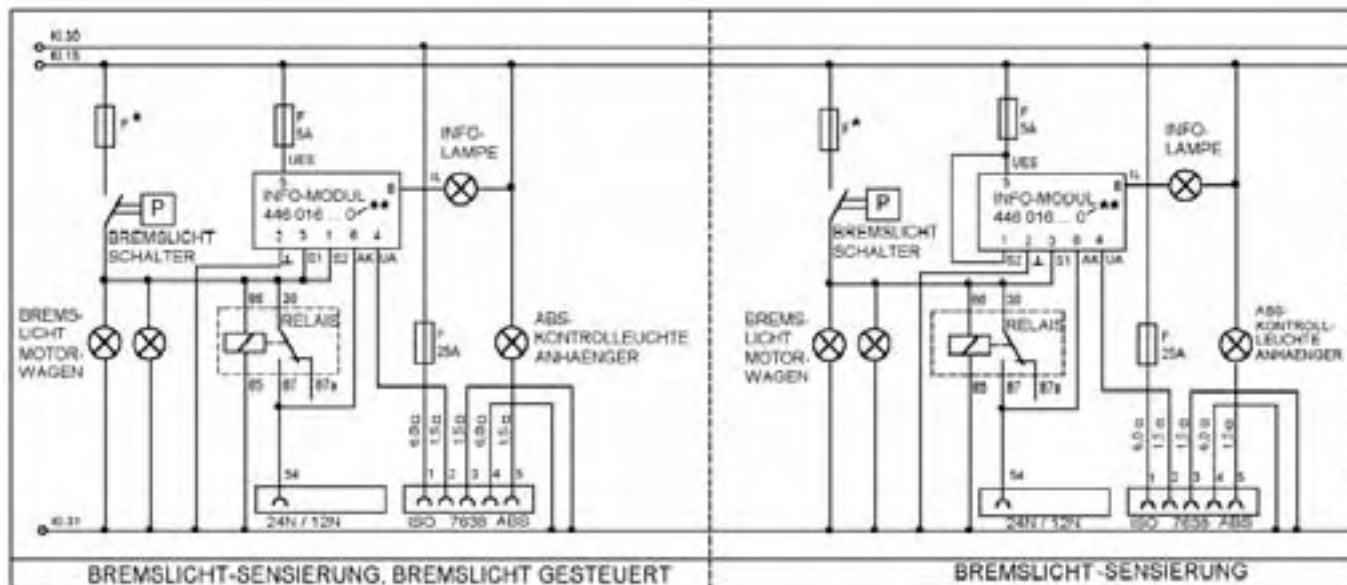 Kl.30
Kl.15
F*
F
5A
UES
5
INFO-MODUL
446 016 ... 0 **
8
IL
INFO-
LAMPE
2 3 1 6 4
S1 S2 AK UA
P
BREMSLICHT
SCHALTER
86 30
RELAIS
85 87 87a
BREMS-
LICHT
MOTOR-
WAGEN
F
25A
ABS-
KONTROLLEUCHTE
ANHAENGER
1 2 3 4 5
54
24N / 12N
ISO 7638 ABS
Kl.31
BREMSLICHT-SENSIERUNG, BREMSLICHT GESTEUERT
F*
F
5A
UES
5
INFO-MODUL
446 016 ... 0 **
8
IL
INFO-
LAMPE
1 2 3 6 4
S2 S1 AK UA
P
BREMSLICHT
SCHALTER
86 30
RELAIS
85 87 87a
BREMS-
LICHT
MOTOR-
WAGEN
F
25A
ABS-
KONTROLL-
LEUCHTE
ANHAENGER
1 2 3 4 5
54
24N / 12N
ISO 7638 ABS
BREMSLICHT-SENSIERUNG